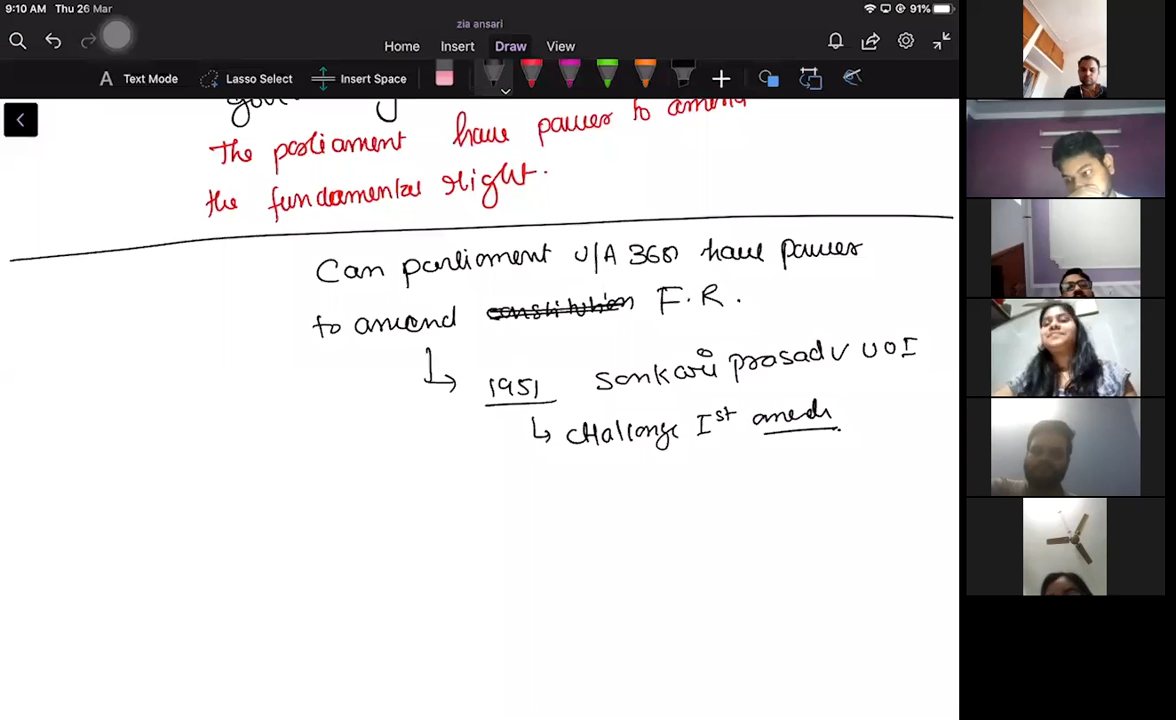 9:10 AM Thu 26 Mar
91%
zia ansari
Home Insert Draw View
Text Mode Lasso Select Insert Space
The parliament have power to amend
the fundamental right.
Can parliament U/A 368 have power
to amend constitution F.R.
1951 Sankari prasad v UOI
Challange Ist amedn